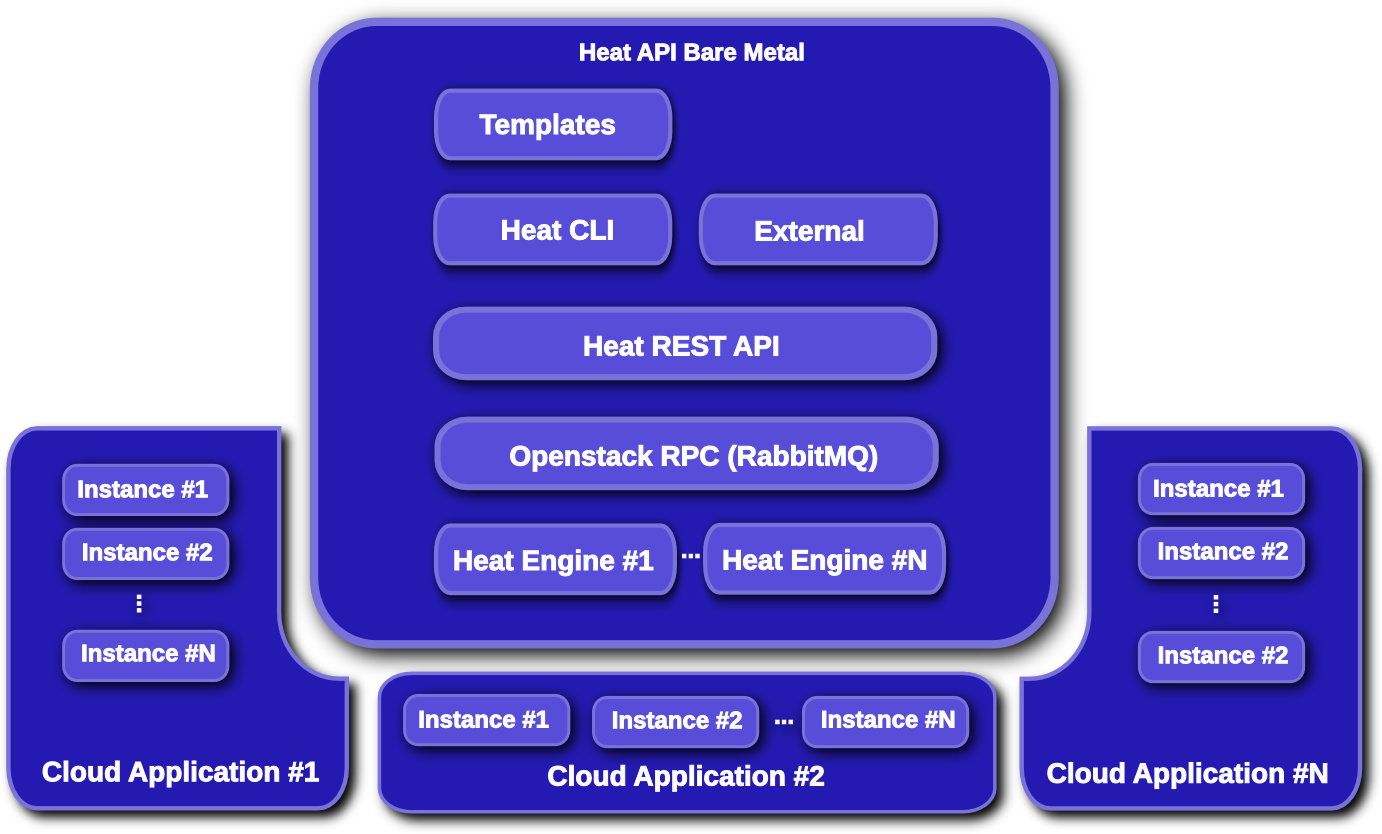 Heat API Bare Metal
Templates
Heat CLI
External
Heat REST API
Openstack RPC (RabbitMQ)
Heat Engine #1 ... Heat Engine #N
Instance #1
Instance #2
...
Instance #N
Cloud Application #1
Instance #1
Instance #2 ... Instance #N
Cloud Application #2
Instance #1
Instance #2
...
Instance #2
Cloud Application #N